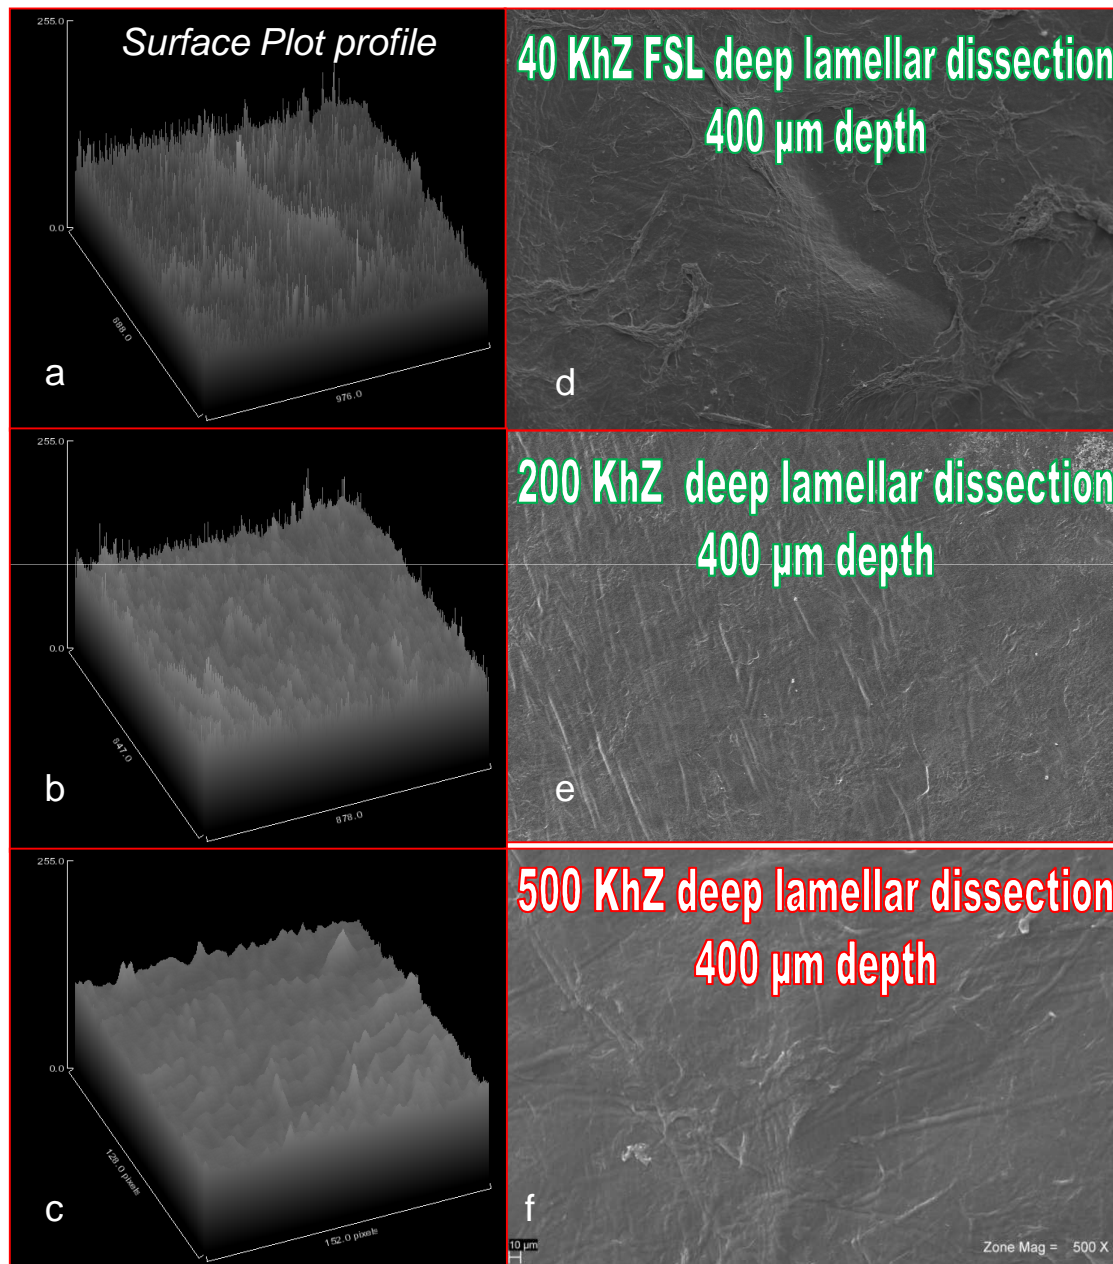 255.0
Surface Plot profile
0.0
688.0
976.0
a
40 KhZ FSL deep lamellar dissection
400 µm depth
d
255.0
0.0
647.0
878.0
b
200 KhZ deep lamellar dissection
400 µm depth
e
255.0
0.0
128.0 pixels
152.0 pixels
c
500 KhZ deep lamellar dissection
400 µm depth
f
10 µm
Zone Mag = 500 X